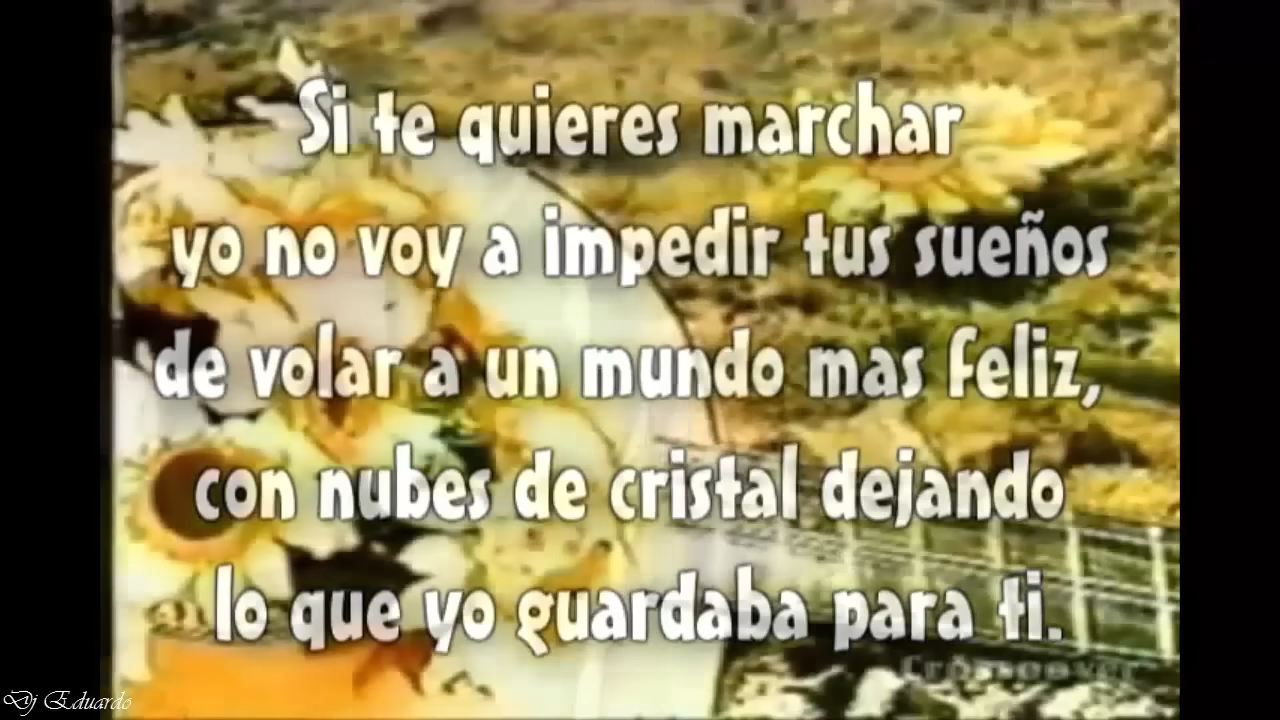 Si te quieres marchar
yo no voy a impedir tus sueños
de volar a un mundo mas feliz,
con nubes de cristal dejando
lo que yo guardaba para ti.
Dj Eduardo